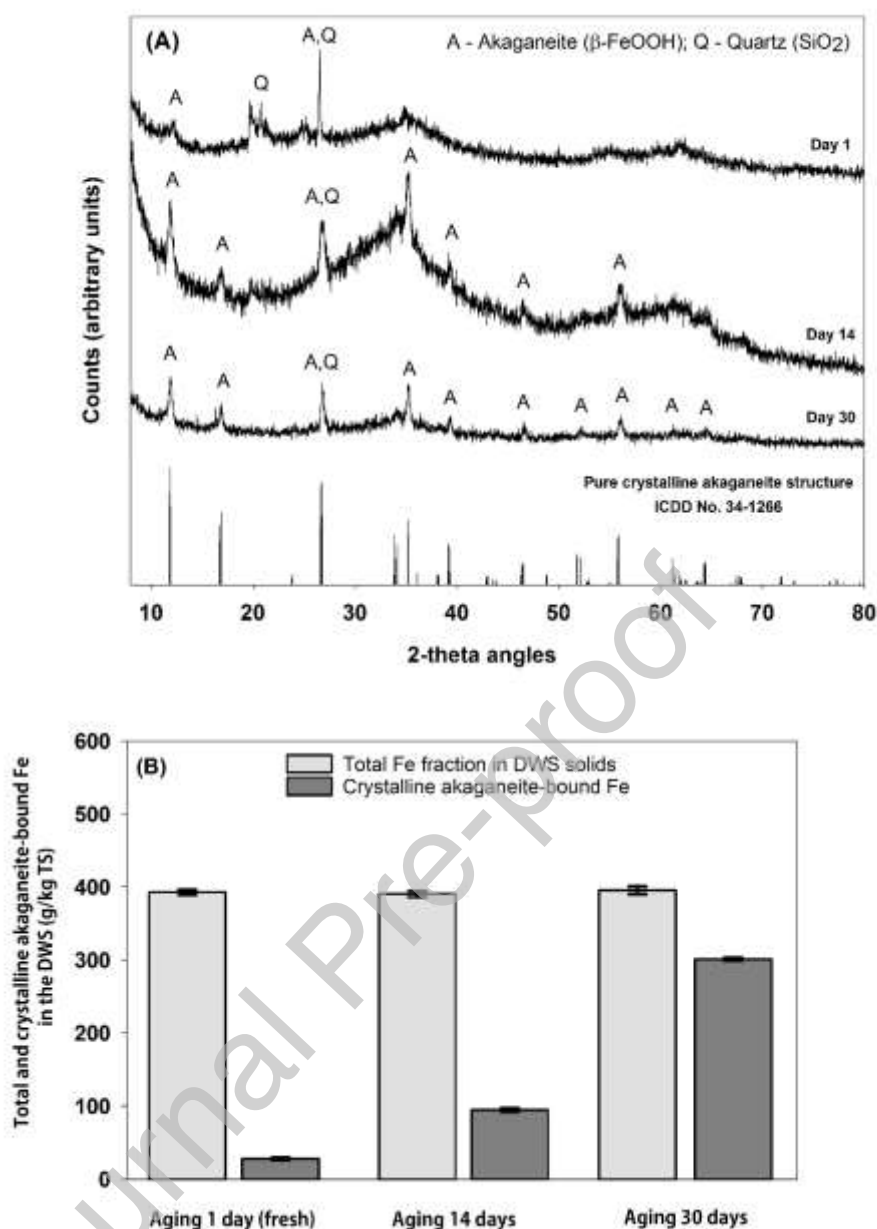 (A)
A - Akaganeite (β-FeOOH); Q - Quartz (SiO2)
A,Q
Q
A
Day 1
A
A
A,Q
A
A
A
A
Day 14
A
A
A,Q
A
A
A
A
A
A
A
Day 30
Pure crystalline akaganeite structure
ICDD No. 34-1266
Counts (arbitrary units)
10 20 30 40 50 60 70 80
2-theta angles
(B)
Total Fe fraction in DWS solids
Crystalline akaganeite-bound Fe
Total and crystalline akaganeite-bound Fe
in the DWS (g/kg TS)
600
500
400
300
200
100
0
Aging 1 day (fresh) Aging 14 days Aging 30 days
urnal Pre-proof